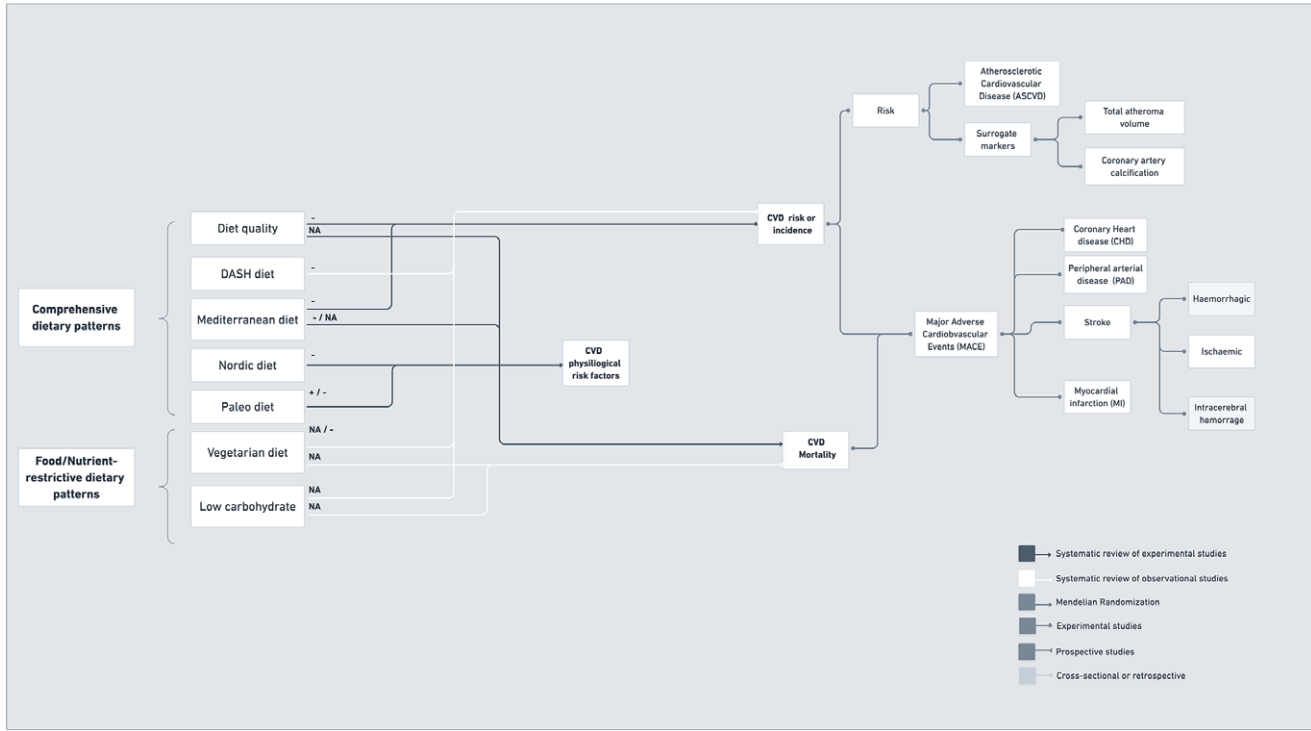 Comprehensive
dietary patterns
Food/Nutrient-
restrictive dietary
patterns
Diet quality
-
NA
DASH diet
-
Mediterranean diet
-
- / NA
Nordic diet
-
Paleo diet
+ / -
Vegetarian diet
NA / -
NA
Low carbohydrate
NA
NA
CVD
physiliogical
risk factors
CVD risk or
incidence
CVD
Mortality
Risk
Atherosclerotic
Cardiovascular
Disease (ASCVD)
Surrogate
markers
Total atheroma
volume
Coronary artery
calcification
Major Adverse
Cardiobvascular
Events (MACE)
Coronary Heart
disease (CHD)
Peripheral arterial
disease (PAD)
Stroke
Myocardial
infarction (MI)
Haemorrhagic
Ischaemic
Intracerebral
hemorrage
Systematic review of experimental studies
Systematic review of observational studies
Mendelian Randomization
Experimental studies
Prospective studies
Cross-sectional or retrospective